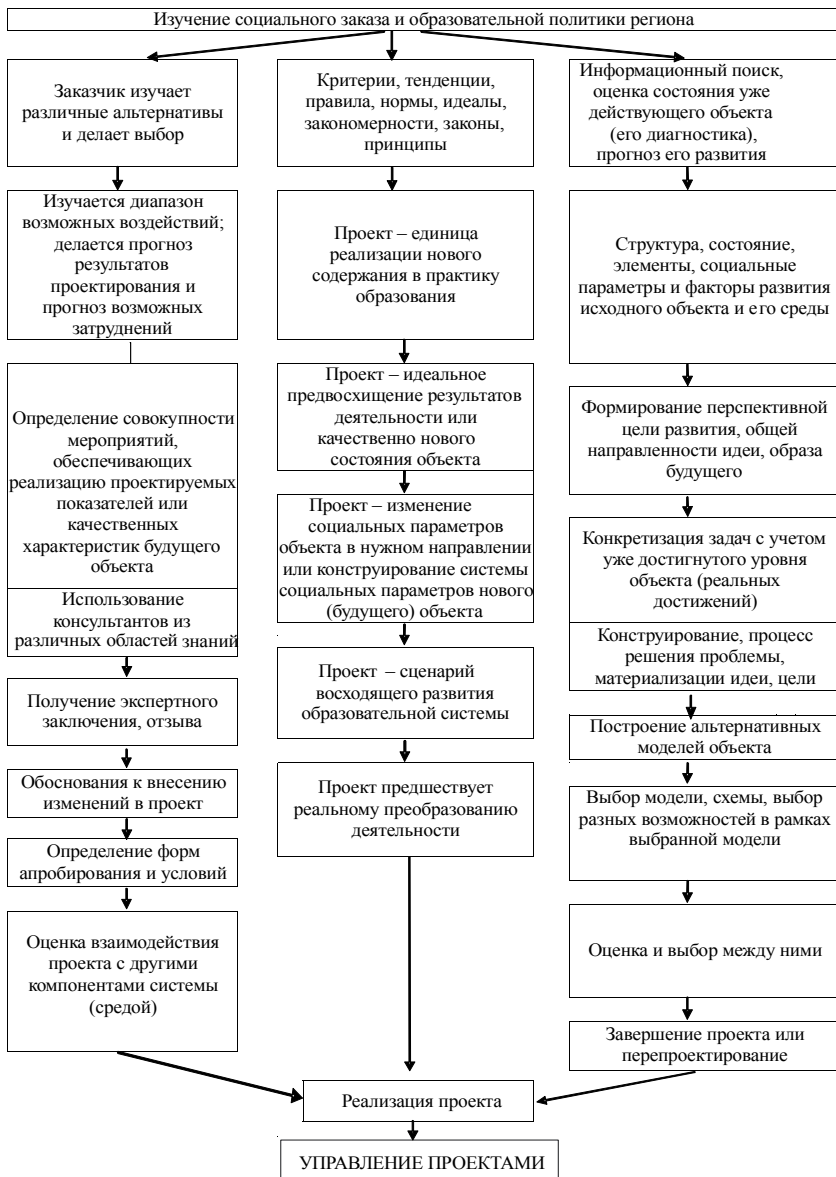 Изучение социального заказа и образовательной политики региона
Заказчик изучает
различные альтернативы
и делает выбор
Изучается диапазон
возможных воздействий;
делается прогноз
результатов
проектирования и
прогноз возможных
затруднений
Определение совокупности
мероприятий,
обеспечивающих
реализацию проектируемых
показателей или
качественных
характеристик будущего
объекта
Использование
консультантов из
различных областей знаний
Получение экспертного
заключения, отзыва
Обоснования к внесению
изменений в проект
Определение форм
апробирования и условий
Оценка взаимодействия
проекта с другими
компонентами системы
(средой)
Критерии, тенденции,
правила, нормы, идеалы,
закономерности, законы,
принципы
Проект – единица
реализации нового
содержания в практику
образования
Проект – идеальное
предвосхищение результатов
деятельности или
качественно нового
состояния объекта
Проект – изменение
социальных параметров
объекта в нужном направлении
или конструирование системы
социальных параметров нового
(будущего) объекта
Проект – сценарий
восходящего развития
образовательной системы
Проект предшествует
реальному преобразованию
деятельности
Информационный поиск,
оценка состояния уже
действующего объекта
(его диагностика),
прогноз его развития
Структура, состояние,
элементы, социальные
параметры и факторы развития
исходного объекта и его среды
Формирование перспективной
цели развития, общей
направленности идеи, образа
будущего
Конкретизация задач с учетом
уже достигнутого уровня
объекта (реальных
достижений)
Конструирование, процесс
решения проблемы,
материализации идеи, цели
Построение альтернативных
моделей объекта
Выбор модели, схемы, выбор
разных возможностей в рамках
выбранной модели
Оценка и выбор между ними
Завершение проекта или
перепроектирование
Реализация проекта
УПРАВЛЕНИЕ ПРОЕКТАМИ